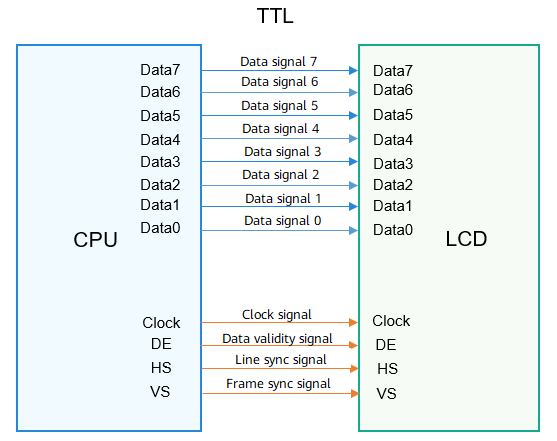 TTL
Data7 Data signal 7 Data7
Data6 Data signal 6 Data6
Data5 Data signal 5 Data5
Data4 Data signal 4 Data4
Data3 Data signal 3 Data3
Data2 Data signal 2 Data2
Data1 Data signal 1 Data1
Data0 Data signal 0 Data0
CPU LCD
Clock Clock signal Clock
DE Data validity signal DE
HS Line sync signal HS
VS Frame sync signal VS